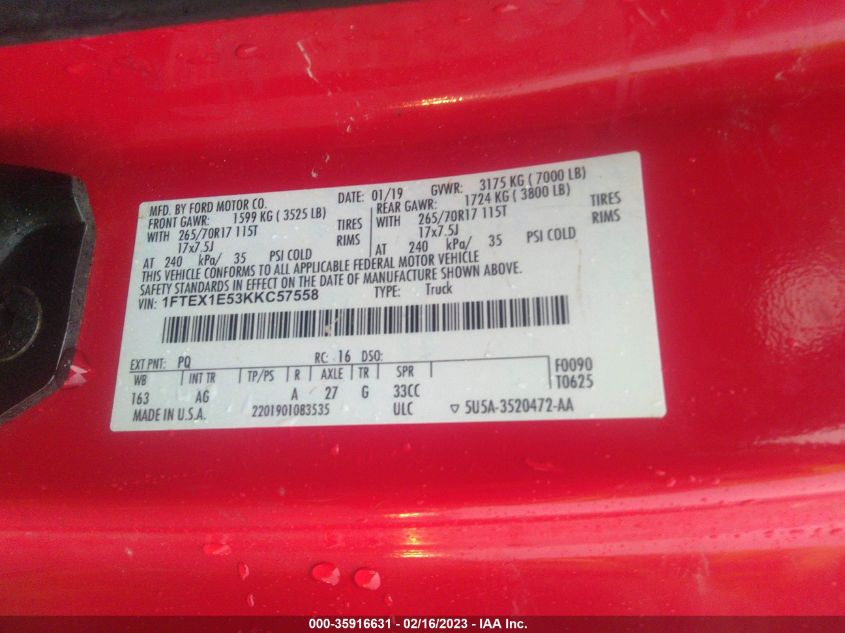 MFD. BY FORD MOTOR CO. DATE: 01/19 GVWR: 3175 KG ( 7000 LB)
FRONT GAWR: 1599 KG ( 3525 LB) REAR GAWR: 1724 KG ( 3800 LB)
WITH 265/70R17 115T TIRES WITH 265/70R17 115T TIRES
17x7.5J RIMS 17x7.5J RIMS
AT 240 kPa/ 35 PSI COLD AT 240 kPa/ 35 PSI COLD
THIS VEHICLE CONFORMS TO ALL APPLICABLE FEDERAL MOTOR VEHICLE
SAFETY STANDARDS IN EFFECT ON THE DATE OF MANUFACTURE SHOWN ABOVE.
VIN: 1FTEX1E53KKC57558 TYPE: Truck
EXT PNT: PQ RC: 16 DSO: F0090
WB INT TR TP/PS R AXLE TR SPR T0625
163 AG A 27 G 33CC
MADE IN U.S.A. 2201901083535 ULC ▽ 5U5A-3520472-AA
000-35916631 - 02/16/2023 - IAA Inc.